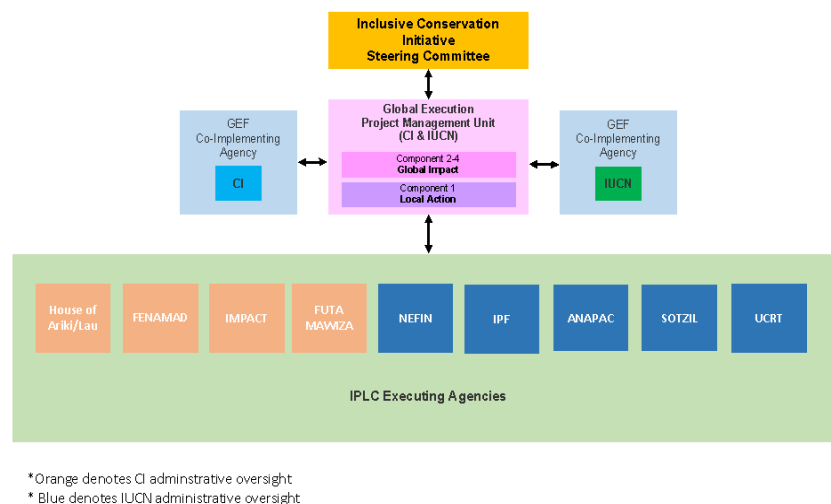 Inclusive Conservation
Initiative
Steering Committee
GEF
Co-Implementing
Agency
CI
Global Execution
Project Management Unit
(CI & IUCN)
Component 2-4
Global Impact
Component 1
Local Action
GEF
Co-Implementing
Agency
IUCN
House of
Ariki/Lau
FENAMAD
IMPACT
FUTA
MAWIZA
NEFIN
IPF
ANAPAC
SOTZIL
UCRT
IPLC Executing Agencies
*Orange denotes CI adminstrative oversight
* Blue denotes IUCN administrative oversight